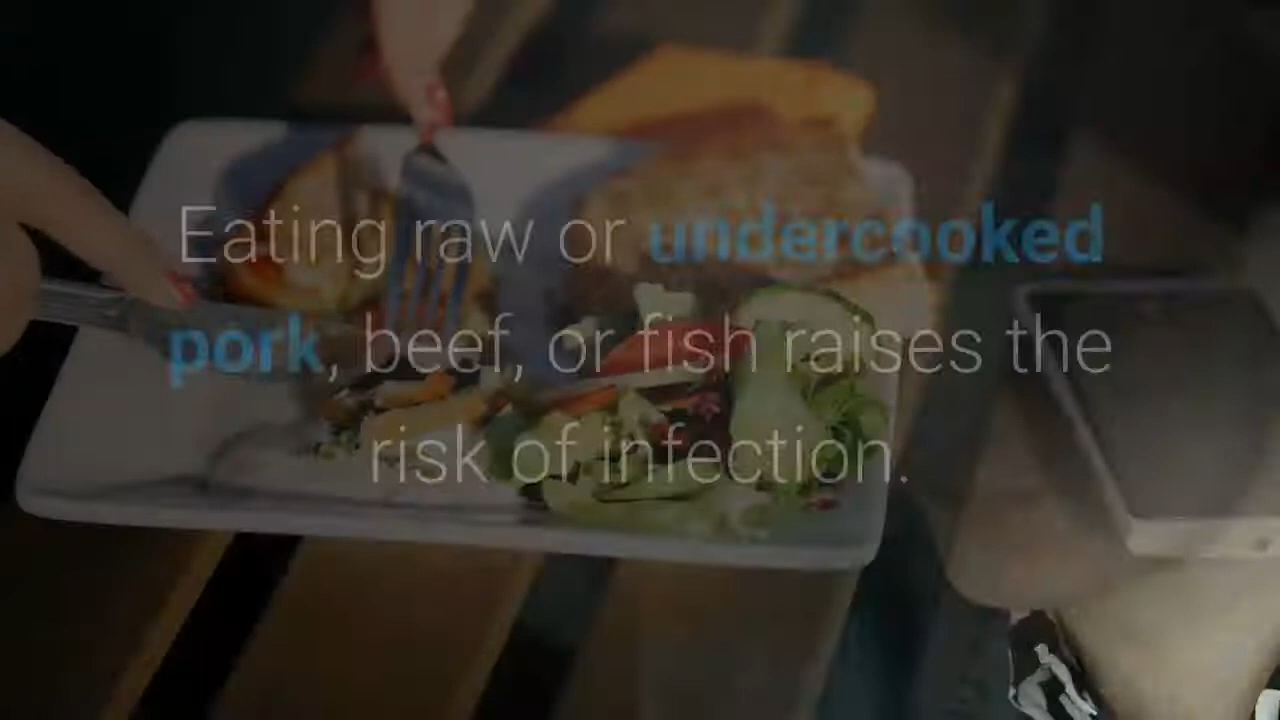 Eating raw or undercooked
pork, beef, or fish raises the
risk of infection.